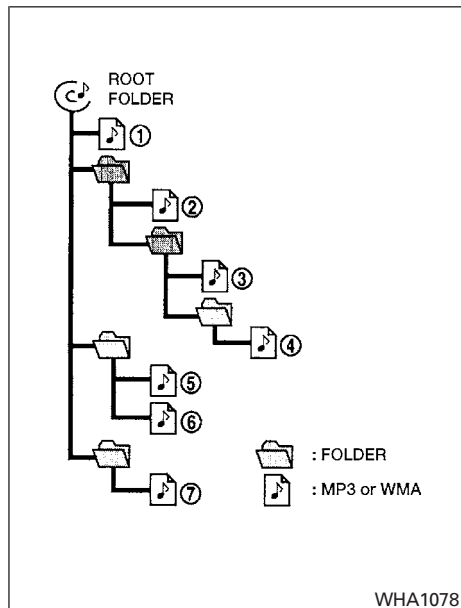 ROOT
FOLDER
①
②
③
④
⑤
⑥
⑦
: FOLDER
: MP3 or WMA
WHA1078